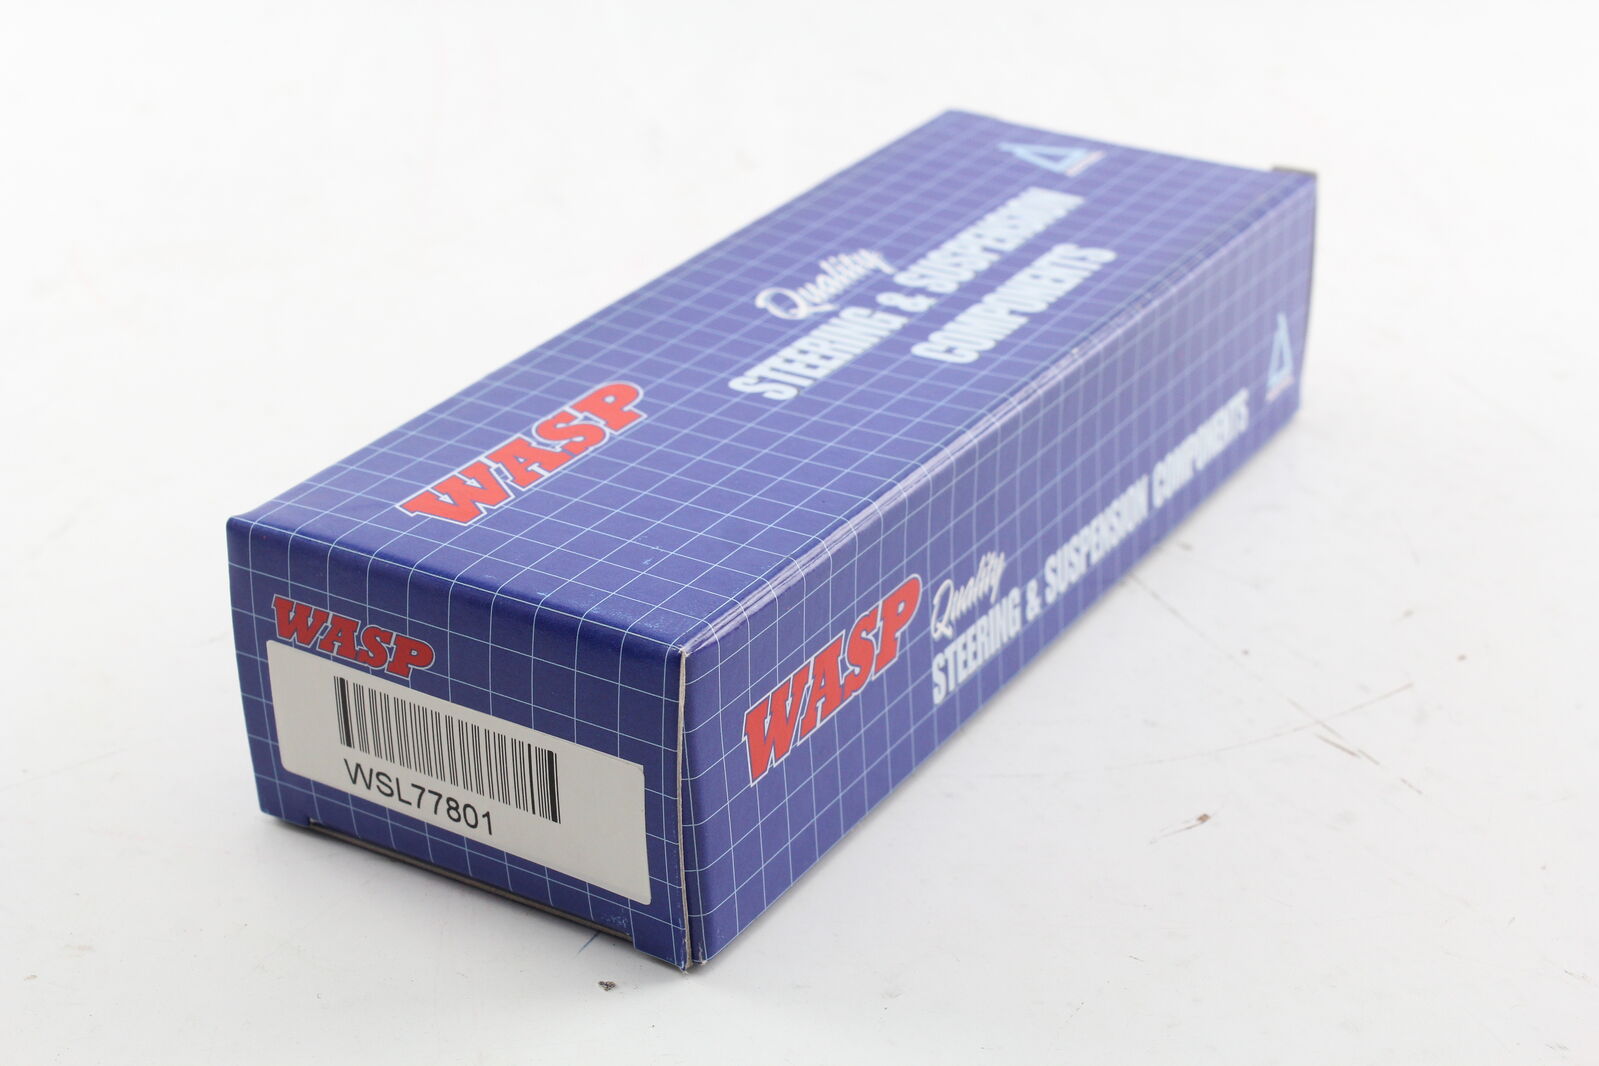 WASP
Quality
STEERING & SUSPENSION
COMPONENTS
WASP
WSL77801
WASP
Quality
STEERING & SUSPENSION COMPONENTS